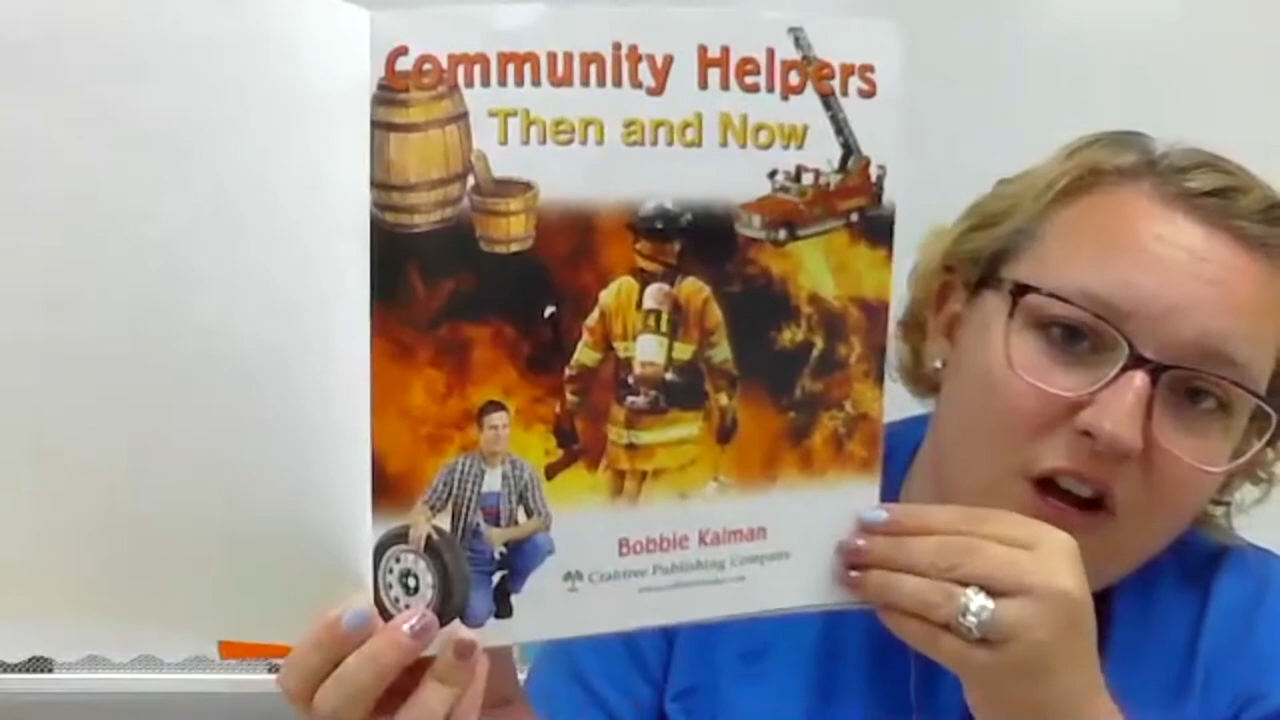 Community Helpers
Then and Now
Bobbie Kalman
Crabtree Publishing Company